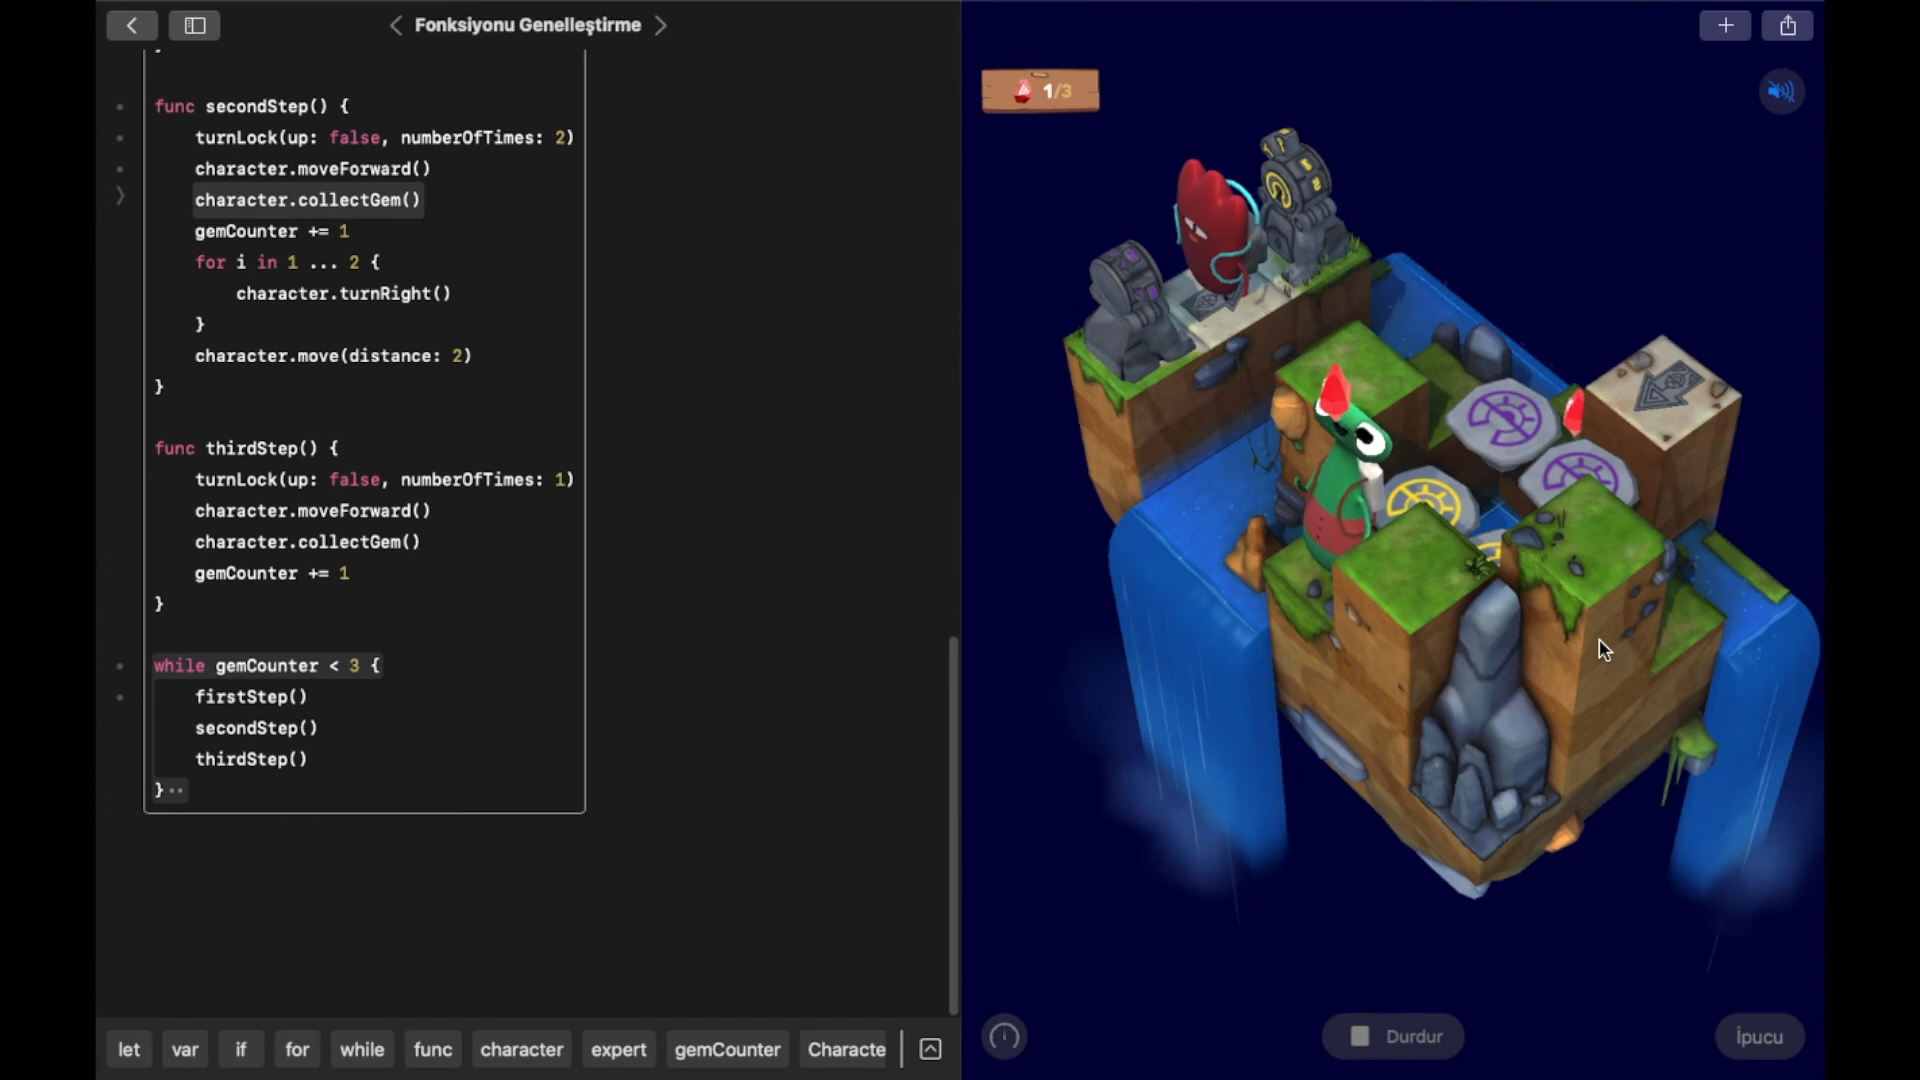 Fonksiyonu Genelleştirme
}
func secondStep() {
turnLock(up: false, numberOfTimes: 2)
character.moveForward()
character.collectGem()
gemCounter += 1
for i in 1 ... 2 {
character.turnRight()
}
character.move(distance: 2)
}
func thirdStep() {
turnLock(up: false, numberOfTimes: 1)
character.moveForward()
character.collectGem()
gemCounter += 1
}
while gemCounter < 3 {
firstStep()
secondStep()
thirdStep()
}
let var if for while func character expert gemCounter Characte
1/3
Durdur
İpucu